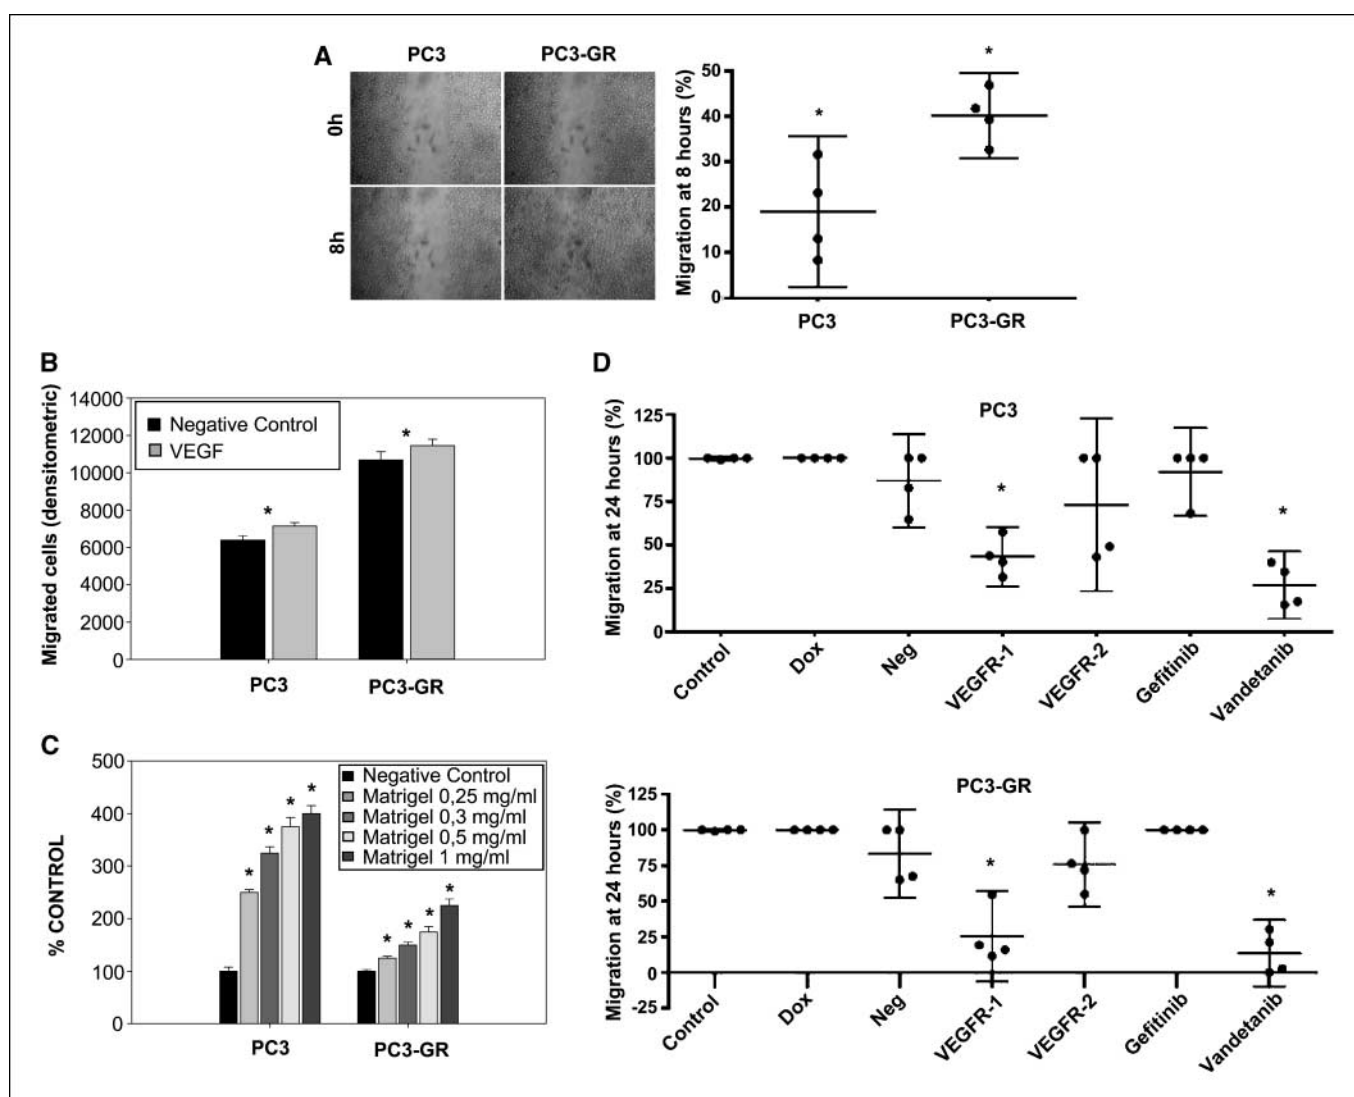 A
PC3
PC3-GR
0h
8h
Migration at 8 hours (%)
50
40
30
20
10
0
*
*
PC3
PC3-GR
B
Migrated cells (densitometric)
14000
12000
10000
8000
6000
4000
2000
0
Negative Control
VEGF
*
*
PC3
PC3-GR
C
% CONTROL
500
400
300
200
100
0
Negative Control
Matrigel 0,25 mg/ml
Matrigel 0,3 mg/ml
Matrigel 0,5 mg/ml
Matrigel 1 mg/ml
* * * *
* * * *
PC3
PC3-GR
D
PC3
Migration at 24 hours (%)
125
100
75
50
25
0
*
*
Control
Dox
Neg
VEGFR-1
VEGFR-2
Gefitinib
Vandetanib
PC3-GR
Migration at 24 hours (%)
125
100
75
50
25
0
-25
*
*
Control
Dox
Neg
VEGFR-1
VEGFR-2
Gefitinib
Vandetanib